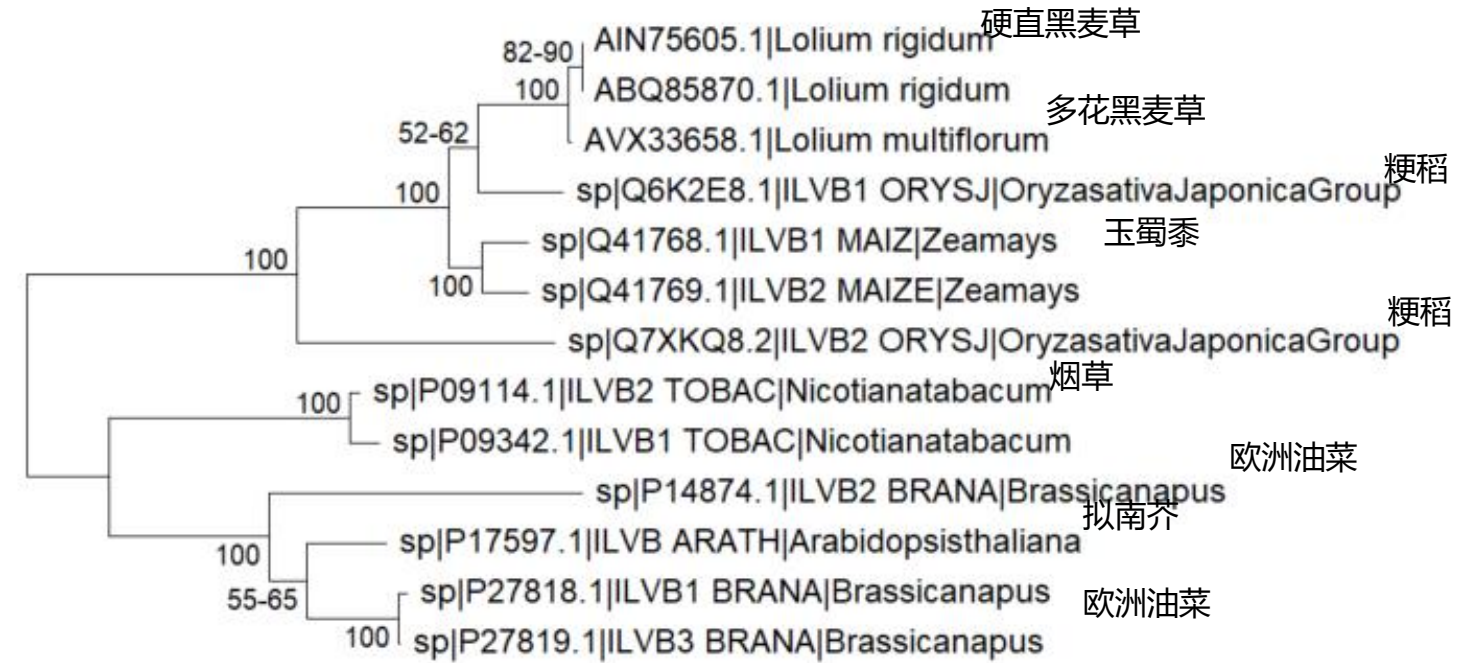 硬直黑麦草
82-90
AIN75605.1|Lolium rigidum
100
ABQ85870.1|Lolium rigidum
多花黑麦草
52-62
AVX33658.1|Lolium multiflorum
粳稻
100
sp|Q6K2E8.1|ILVB1 ORYSJ|OryzasativaJaponicaGroup
玉蜀黍
sp|Q41768.1|ILVB1 MAIZ|Zeamays
100
100
sp|Q41769.1|ILVB2 MAIZE|Zeamays
粳稻
sp|Q7XKQ8.2|ILVB2 ORYSJ|OryzasativaJaponicaGroup
烟草
100
sp|P09114.1|ILVB2 TOBAC|Nicotianatabacum
sp|P09342.1|ILVB1 TOBAC|Nicotianatabacum
欧洲油菜
sp|P14874.1|ILVB2 BRANA|Brassicanapus
拟南芥
100
sp|P17597.1|ILVB ARATH|Arabidopsisthaliana
55-65
sp|P27818.1|ILVB1 BRANA|Brassicanapus
欧洲油菜
100
sp|P27819.1|ILVB3 BRANA|Brassicanapus